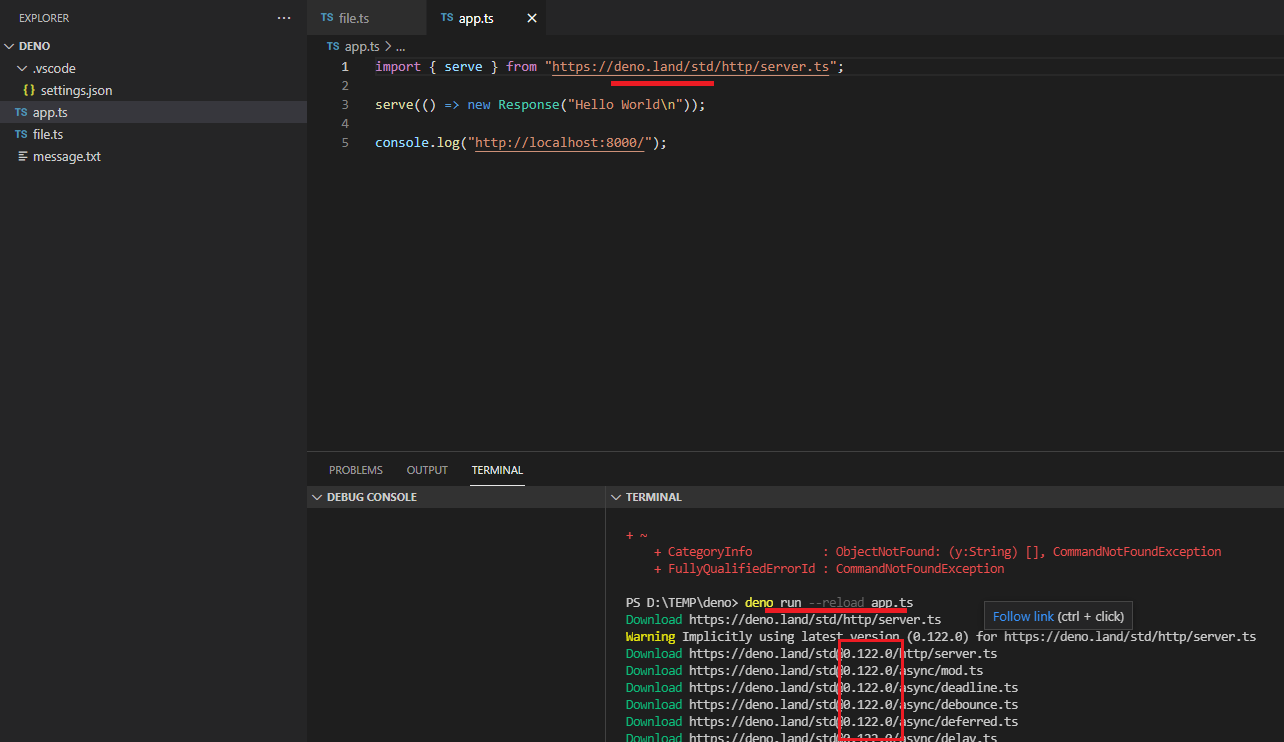 EXPLORER
DENO
.vscode
{} settings.json
TS app.ts
TS file.ts
message.txt
TS file.ts
TS app.ts
TS app.ts > ...
1 import { serve } from "https://deno.land/std/http/server.ts";
2
3 serve(() => new Response("Hello World\n"));
4
5 console.log("http://localhost:8000/");
PROBLEMS OUTPUT TERMINAL
DEBUG CONSOLE
TERMINAL
+ ~
+ CategoryInfo : ObjectNotFound: (y:String) [], CommandNotFoundException
+ FullyQualifiedErrorId : CommandNotFoundException
PS D:\TEMP\deno> deno run --reload app.ts
Follow link (ctrl + click)
Download https://deno.land/std/http/server.ts
Warning Implicitly using latest version (0.122.0) for https://deno.land/std/http/server.ts
Download https://deno.land/std@0.122.0/http/server.ts
Download https://deno.land/std@0.122.0/async/mod.ts
Download https://deno.land/std@0.122.0/async/deadline.ts
Download https://deno.land/std@0.122.0/async/debounce.ts
Download https://deno.land/std@0.122.0/async/deferred.ts
Download https://deno.land/std@0.122.0/async/delay.ts